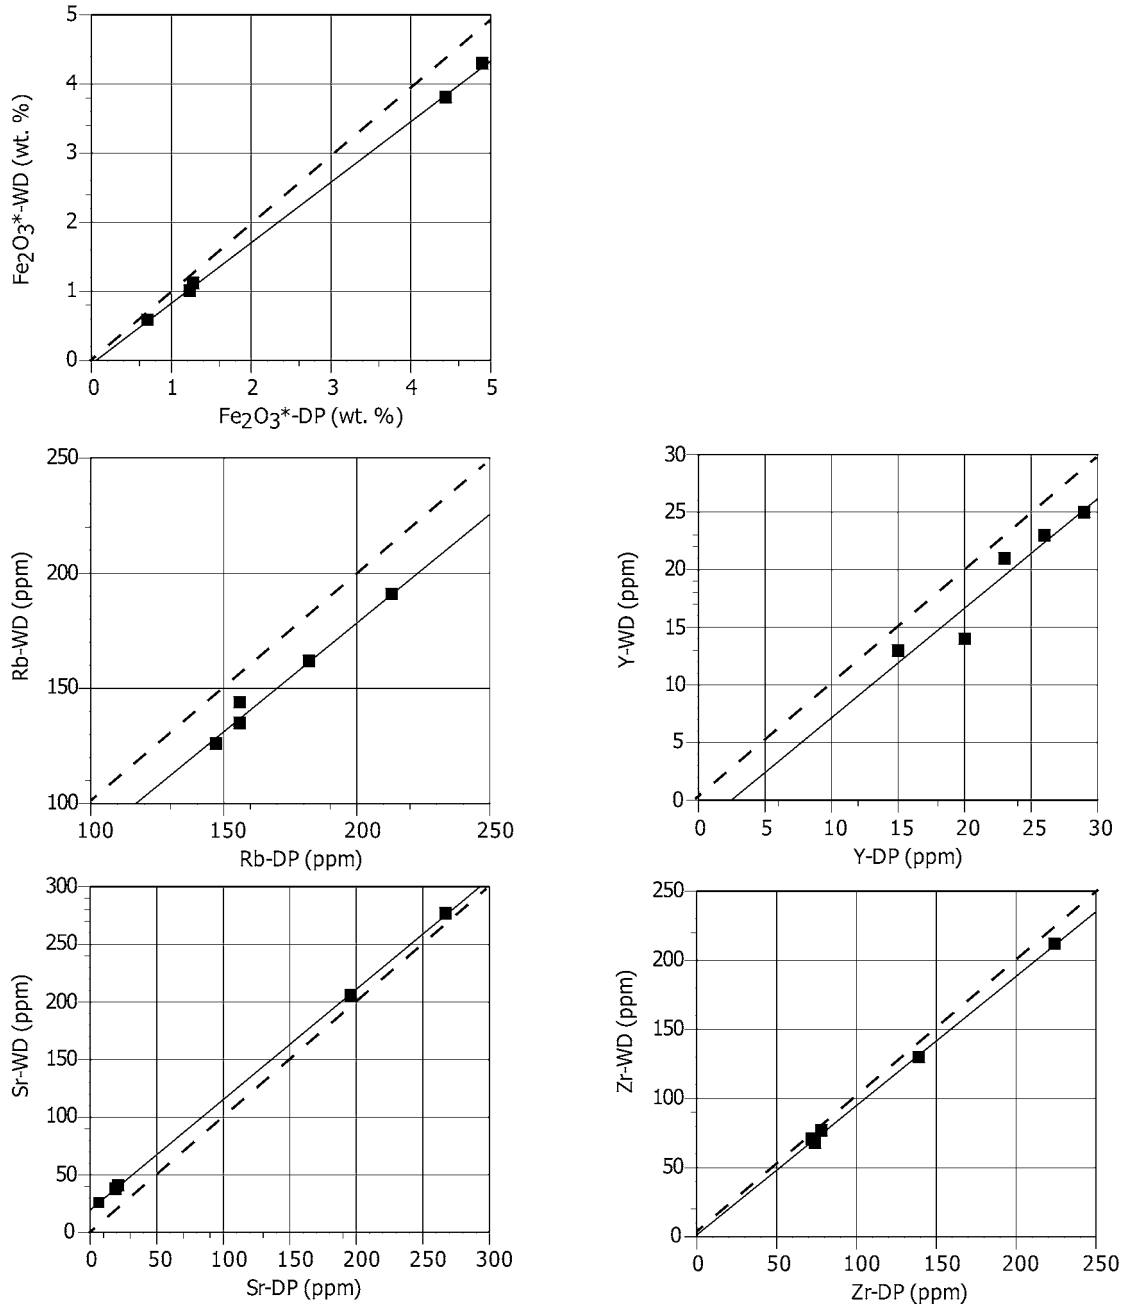 5
4
3
2
1
0
Fe2O3*-WD (wt. %)
0 1 2 3 4 5
Fe2O3*-DP (wt. %)
250
200
150
100
Rb-WD (ppm)
100 150 200 250
Rb-DP (ppm)
30
25
20
15
10
5
0
Y-WD (ppm)
0 5 10 15 20 25 30
Y-DP (ppm)
300
250
200
150
100
50
0
Sr-WD (ppm)
0 50 100 150 200 250 300
Sr-DP (ppm)
250
200
150
100
50
0
Zr-WD (ppm)
0 50 100 150 200 250
Zr-DP (ppm)